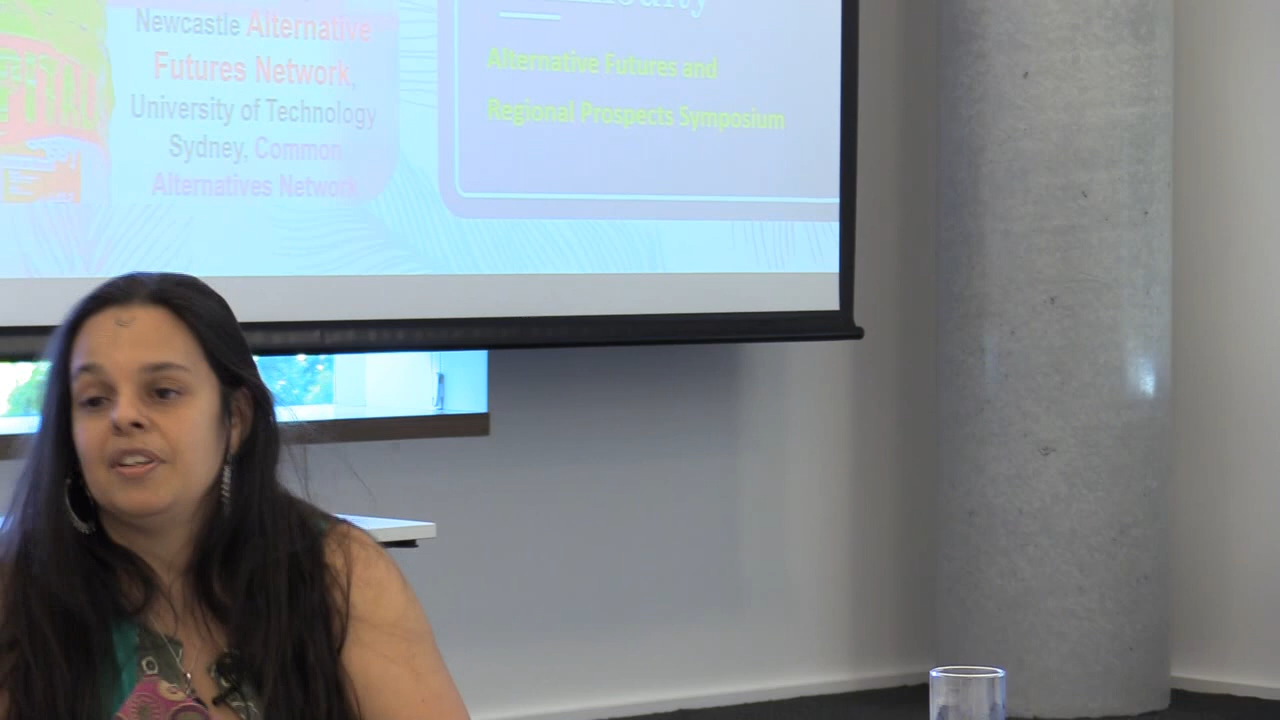 Newcastle Alternative
Futures Network,
University of Technology
Sydney, Common
Alternatives Network
Alternative Futures and
Regional Prospects Symposium